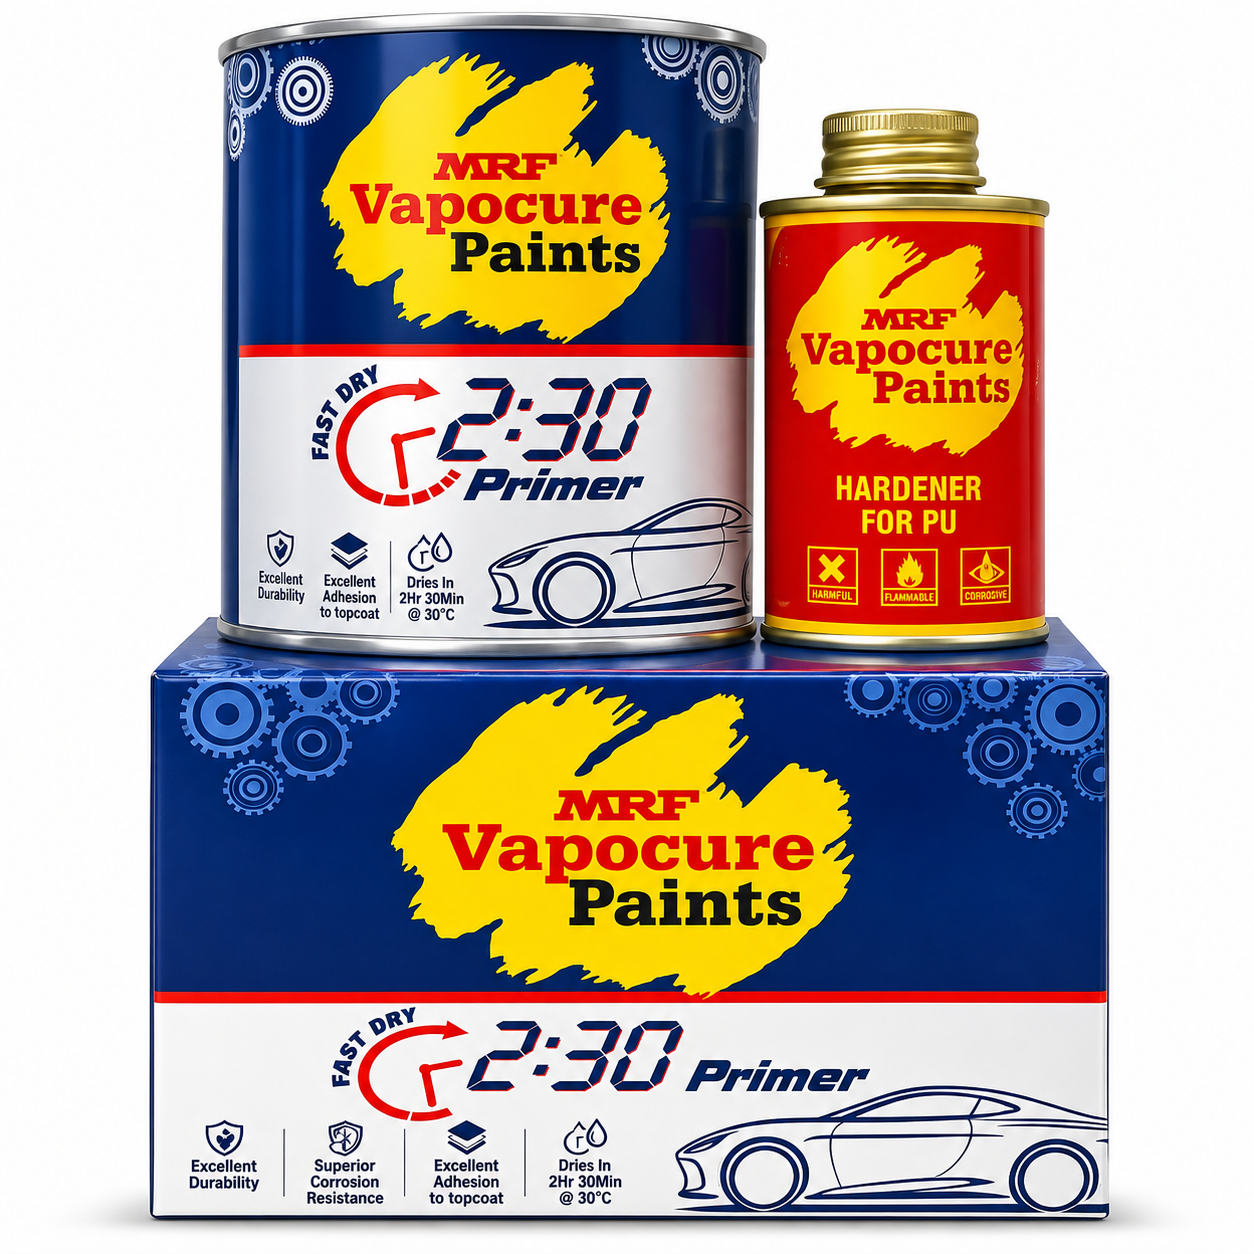 MRF
Vapocure
Paints
FAST DRY
2:30
Primer
Excellent
Durability
Excellent
Adhesion
to topcoat
Dries In
2Hr 30Min
@ 30°C
MRF
Vapocure
Paints
HARDENER
FOR PU
HARMFUL
FLAMMABLE
CORROSIVE
MRF
Vapocure
Paints
FAST DRY
2:30 Primer
Excellent
Durability
Superior
Corrosion
Resistance
Excellent
Adhesion
to topcoat
Dries In
2Hr 30Min
@ 30°C